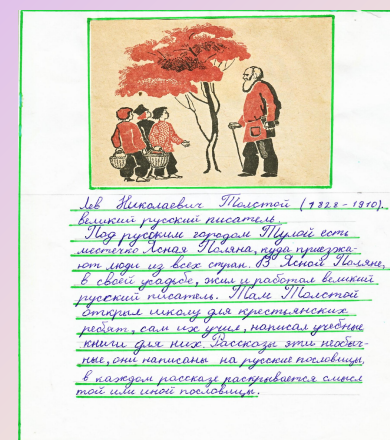 Лев Николаевич Толстой (1828-1910).
великий русский писатель.
Под русским городом Тулой есть
местечко Ясная Поляна, куда приезжа-
ют люди из всех стран. В Ясной Поляне,
в своей усадьбе, жил и работал великий
русский писатель. Там Толстой
открыл школу для крестьянских
ребят, сам их учил, написал учебные
книги для них. Рассказы эти необыч-
ные, они написаны на русские пословицы,
в каждом рассказе раскрывается смысл
той или иной пословицы.